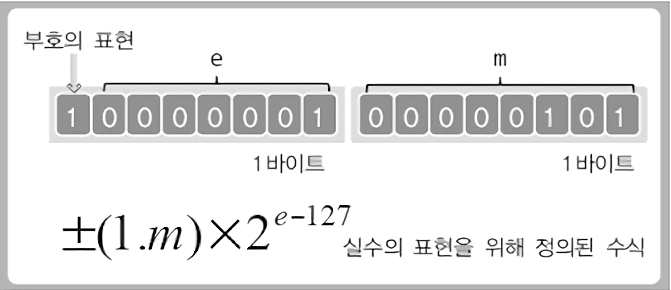 부호의 표현
e m
1 0 0 0 0 0 0 1 0 0 0 0 0 1 0 1
1바이트 1바이트
±(1.m)×2^{e-127} 실수의 표현을 위해 정의된 수식